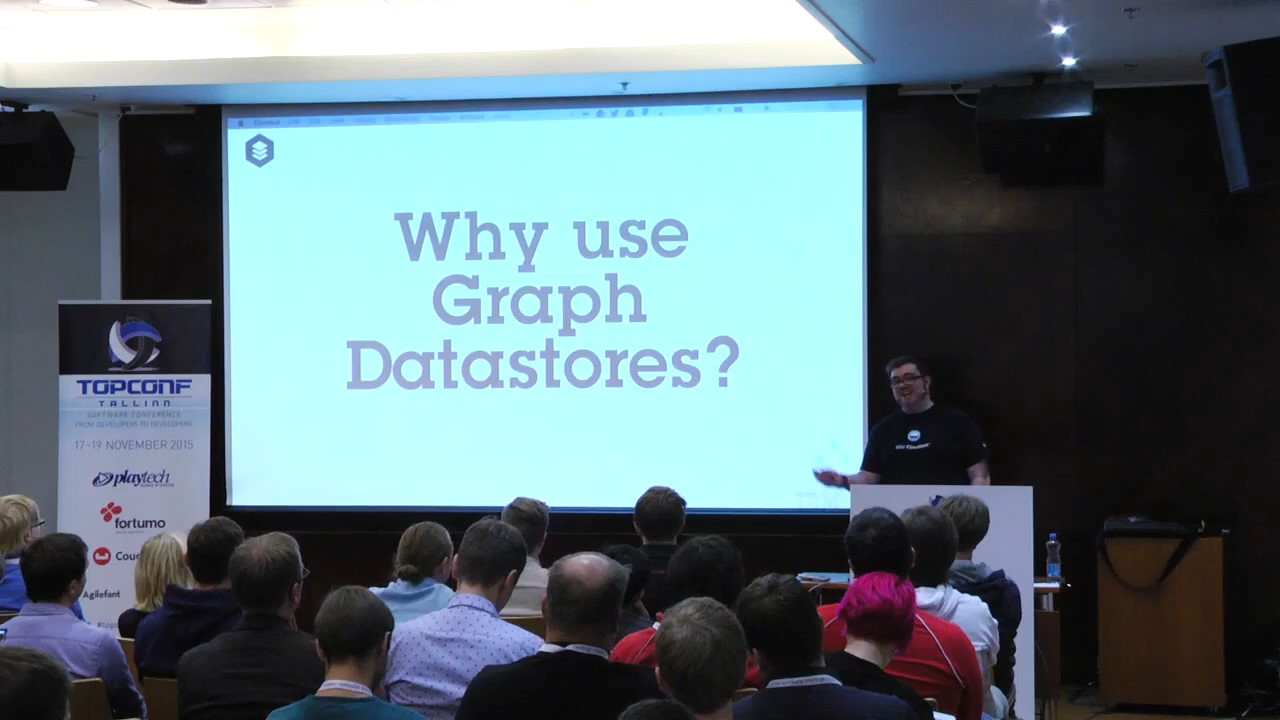 Why use
Graph
Datastores?
TOPCONF
TALLINN
SOFTWARE CONFERENCE
FROM DEVELOPERS TO DEVELOPERS
17-19 NOVEMBER 2015
playtech
fortumo
Agilefant